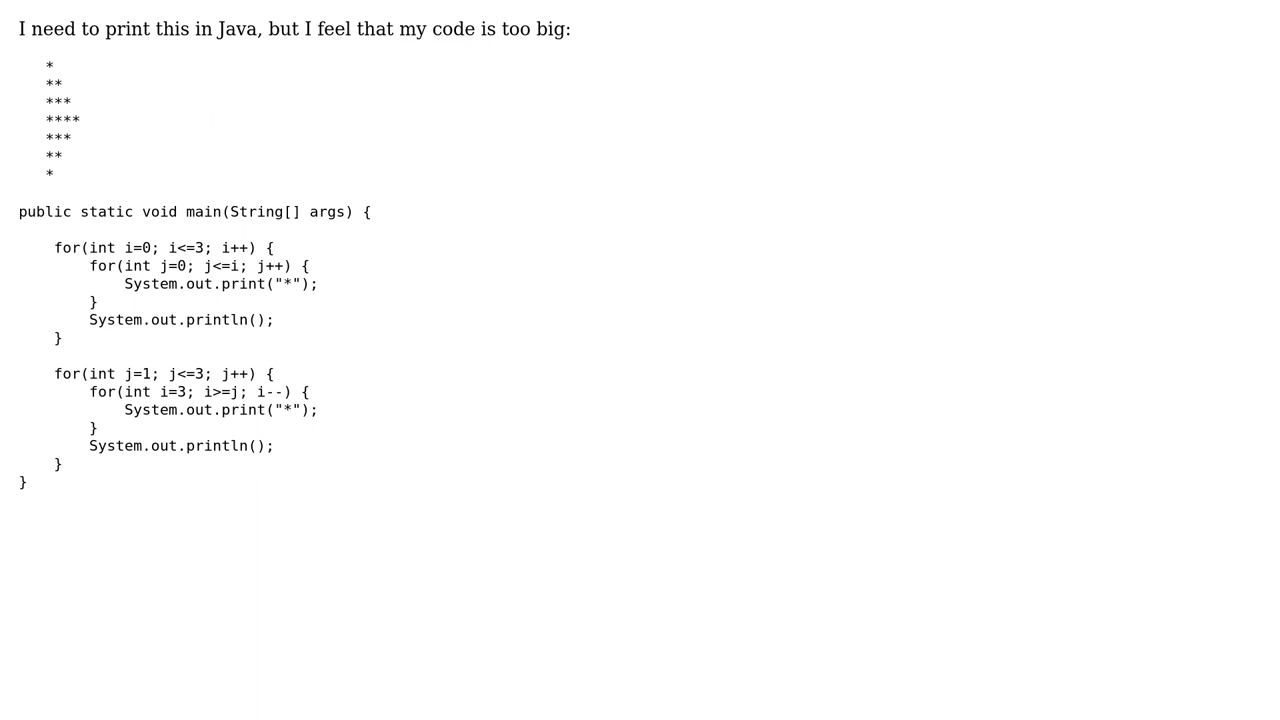 I need to print this in Java, but I feel that my code is too big:
*
**
***
****
***
**
*
public static void main(String[] args) {
    for(int i=0; i<=3; i++) {
        for(int j=0; j<=i; j++) {
            System.out.print("*");
        }
        System.out.println();
    }
    for(int j=1; j<=3; j++) {
        for(int i=3; i>=j; i--) {
            System.out.print("*");
        }
        System.out.println();
    }
}